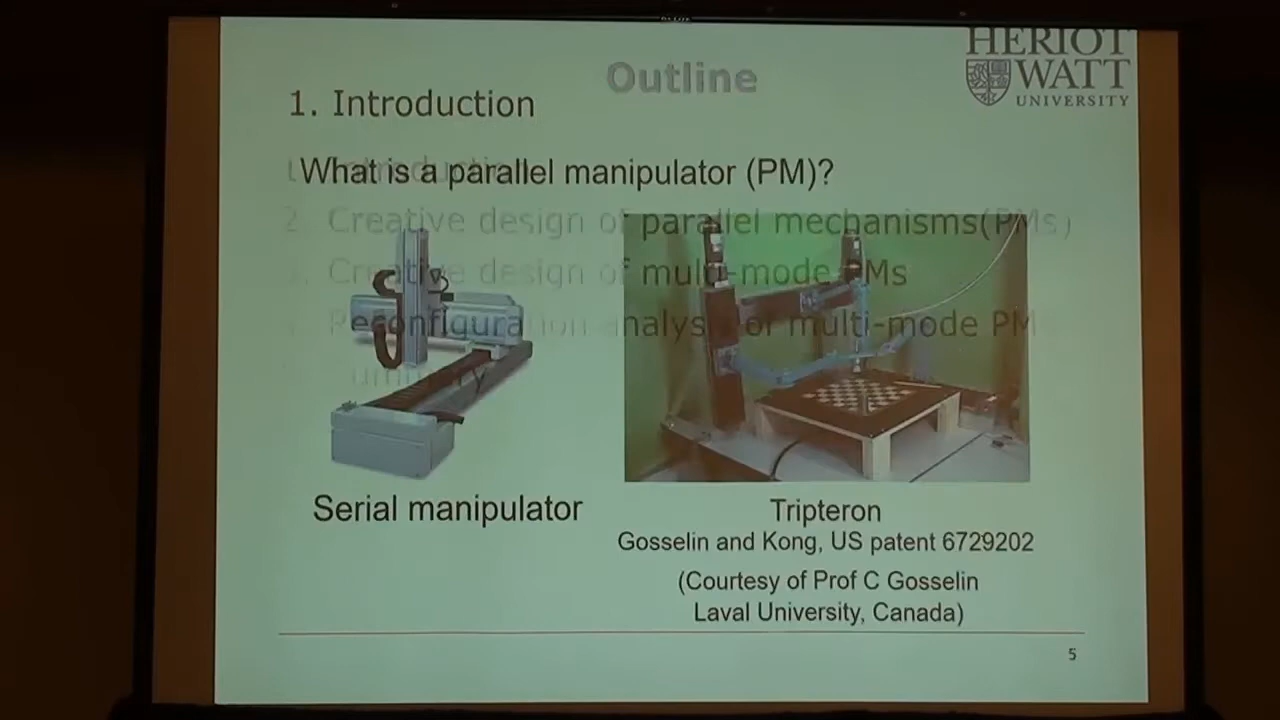 HERIOT
WATT
UNIVERSITY
Outline
1. Introduction
What is a parallel manipulator (PM)?
2. Creative design of parallel mechanisms(PMs)
Creative design of multi-mode PMs
Reconfiguration analysis of multi-mode PM
Serial manipulator
Tripteron
Gosselin and Kong, US patent 6729202
(Courtesy of Prof C Gosselin
Laval University, Canada)
5